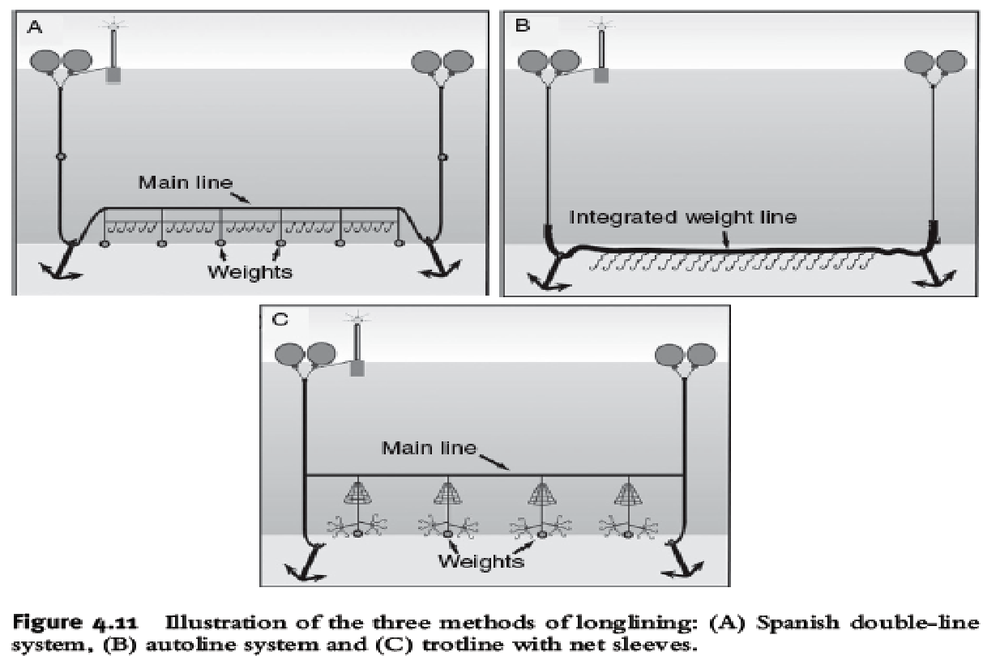 A
Main line
Weights
B
Integrated weight line
C
Main line
Weights
Figure 4.11 Illustration of the three methods of longlining: (A) Spanish double-line
system, (B) autoline system and (C) trotline with net sleeves.